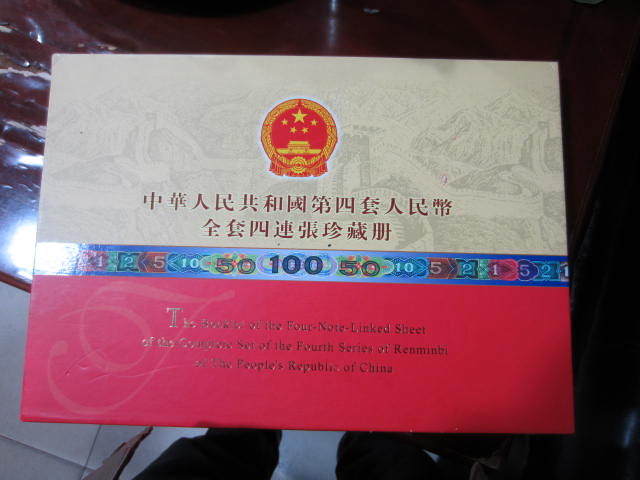 中華人民共和國第四套人民幣
全套四連張珍藏册
1 2 5 10 50 100 50 10 5 2 1 5 2 1
The Booklet of the Four-Note-Linked Sheet
of the Complete Set of the Fourth Series of Renminbi
of The People's Republic of China